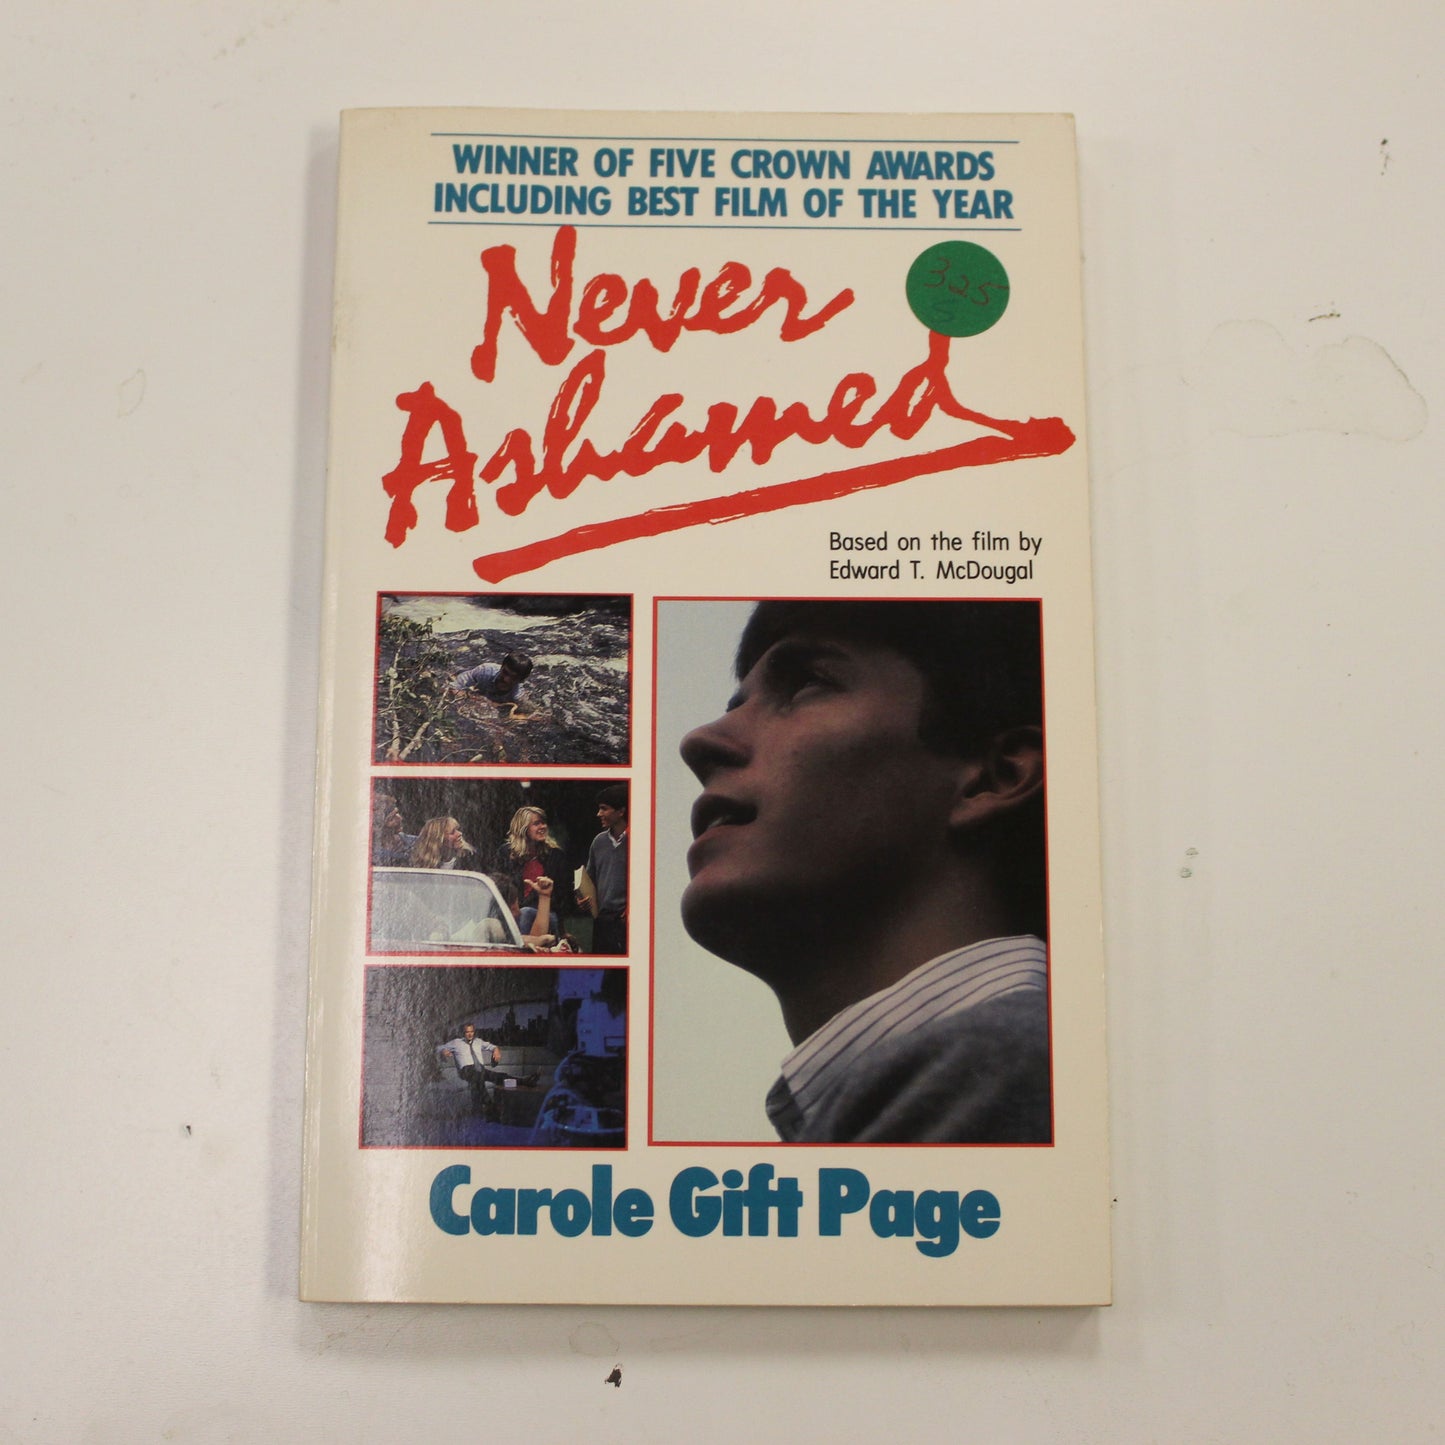 WINNER OF FIVE CROWN AWARDS
INCLUDING BEST FILM OF THE YEAR
Never
Ashamed
325
S
Based on the film by
Edward T. McDougal
Carole Gift Page